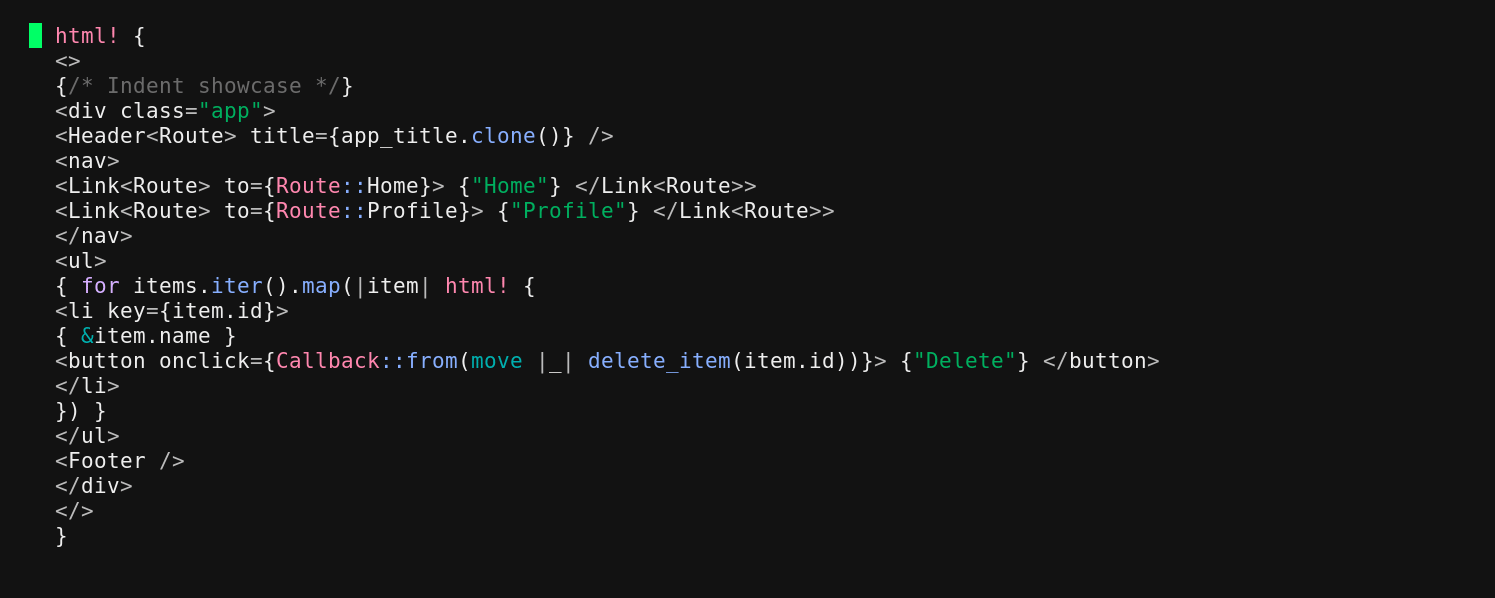 html! {
<>
{/* Indent showcase */}
<div class="app">
<Header<Route> title={app_title.clone()} />
<nav>
<Link<Route> to={Route::Home}> {"Home"} </Link<Route>>
<Link<Route> to={Route::Profile}> {"Profile"} </Link<Route>>
</nav>
<ul>
{ for items.iter().map(|item| html! {
<li key={item.id}>
{ &item.name }
<button onclick={Callback::from(move |_| delete_item(item.id))}> {"Delete"} </button>
</li>
}) }
</ul>
<Footer />
</div>
</>
}